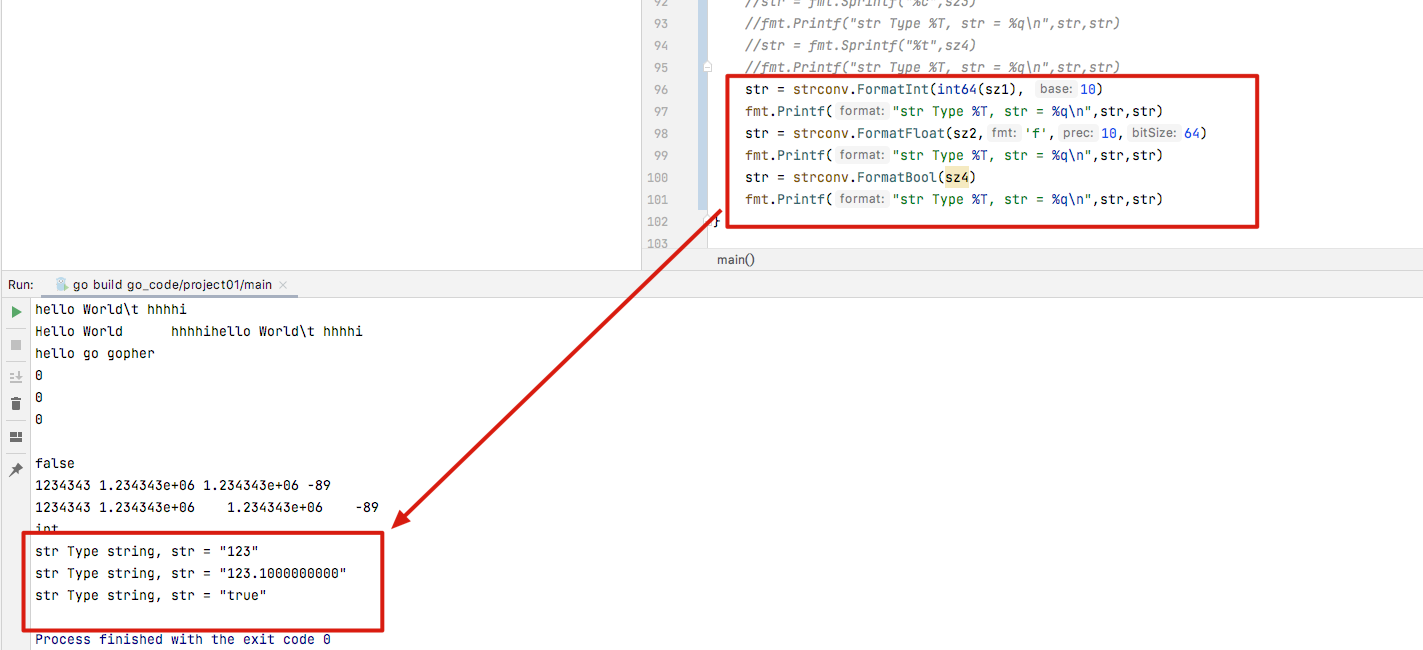 92 //str = fmt.Sprintf("%c",sz3)
93 //fmt.Printf("str Type %T, str = %q\n",str,str)
94 //str = fmt.Sprintf("%t",sz4)
95 //fmt.Printf("str Type %T, str = %q\n",str,str)
96 str = strconv.FormatInt(int64(sz1), base: 10)
97 fmt.Printf( format: "str Type %T, str = %q\n",str,str)
98 str = strconv.FormatFloat(sz2, fmt: 'f', prec: 10, bitSize: 64)
99 fmt.Printf( format: "str Type %T, str = %q\n",str,str)
100 str = strconv.FormatBool(sz4)
101 fmt.Printf( format: "str Type %T, str = %q\n",str,str)
102 }
103
main()
Run: go build go_code/project01/main
hello World\t hhhhi
Hello World      hhhhihello World\t hhhhi
hello go gopher
0
0
0
false
1234343 1.234343e+06 1.234343e+06 -89
1234343 1.234343e+06    1.234343e+06    -89
int
str Type string, str = "123"
str Type string, str = "123.1000000000"
str Type string, str = "true"
Process finished with the exit code 0